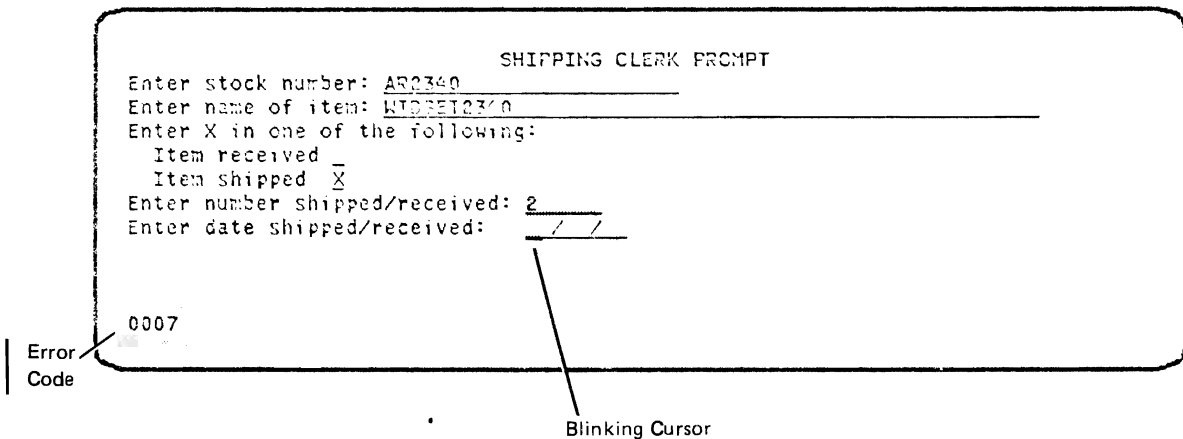 SHIPPING CLERK PROMPT
Enter stock number: AR2340
Enter name of item: WIDGET2340
Enter X in one of the following:
Item received _
Item shipped X
Enter number shipped/received: 2
Enter date shipped/received: / /
0007
Error
Code
Blinking Cursor